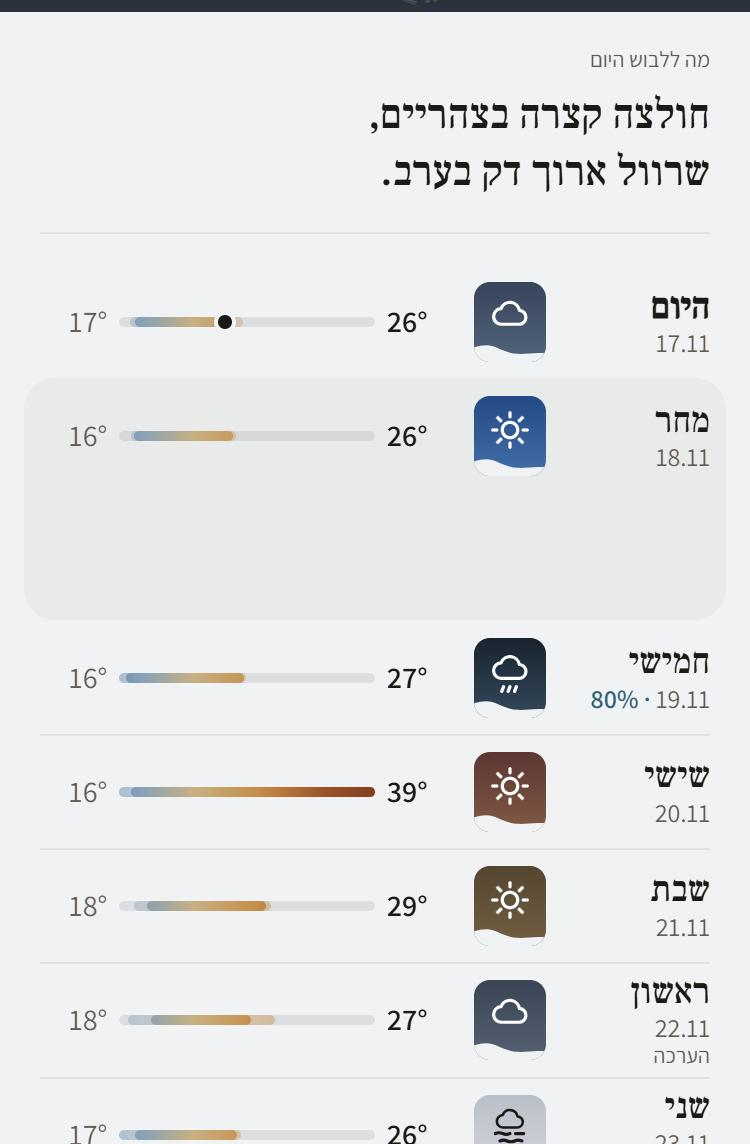 מה ללבוש היום
חולצה קצרה בצהריים,
שרוול ארוך דק בערב.
היום 26° 17°
17.11
מחר 26° 16°
18.11
חמישי 27° 16°
19.11 · 80%
שישי 39° 16°
20.11
שבת 29° 18°
21.11
ראשון 27° 18°
22.11
הערכה
שני 26° 17°
23.11